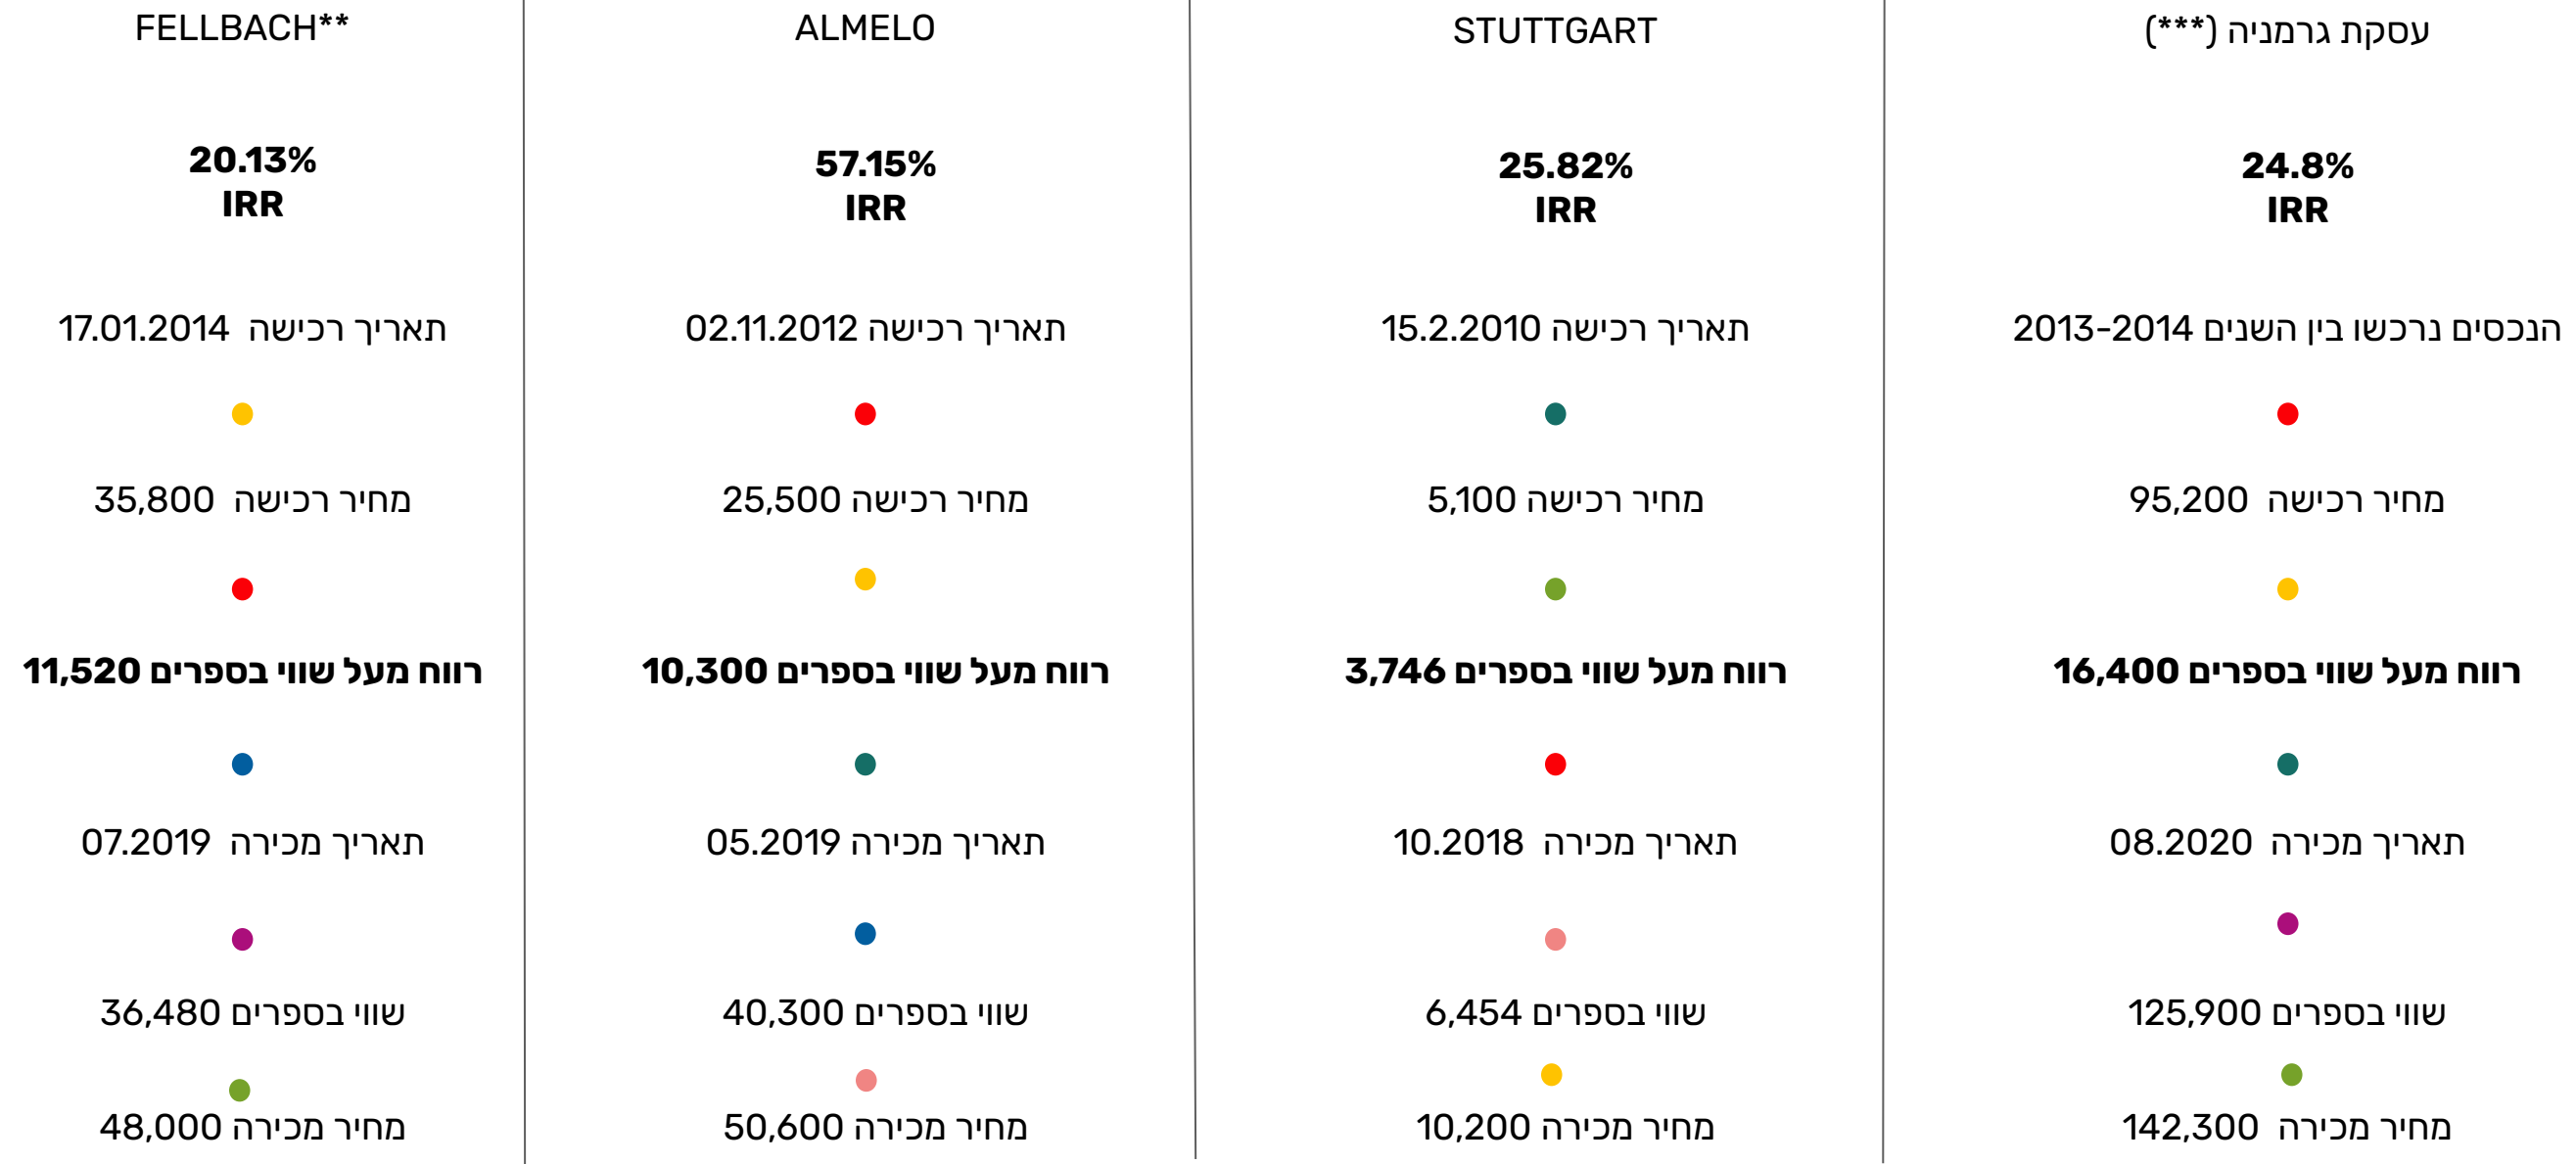 עסקת גרמניה (***)
24.8%
IRR
הנכסים נרכשו בין השנים 2013-2014
מחיר רכישה 95,200
רווח מעל שווי בספרים 16,400
תאריך מכירה 08.2020
שווי בספרים 125,900
מחיר מכירה 142,300
STUTTGART
25.82%
IRR
תאריך רכישה 15.2.2010
מחיר רכישה 5,100
רווח מעל שווי בספרים 3,746
תאריך מכירה 10.2018
שווי בספרים 6,454
מחיר מכירה 10,200
ALMELO
57.15%
IRR
תאריך רכישה 02.11.2012
מחיר רכישה 25,500
רווח מעל שווי בספרים 10,300
תאריך מכירה 05.2019
שווי בספרים 40,300
מחיר מכירה 50,600
FELLBACH**
20.13%
IRR
תאריך רכישה 17.01.2014
מחיר רכישה 35,800
רווח מעל שווי בספרים 11,520
תאריך מכירה 07.2019
שווי בספרים 36,480
מחיר מכירה 48,000